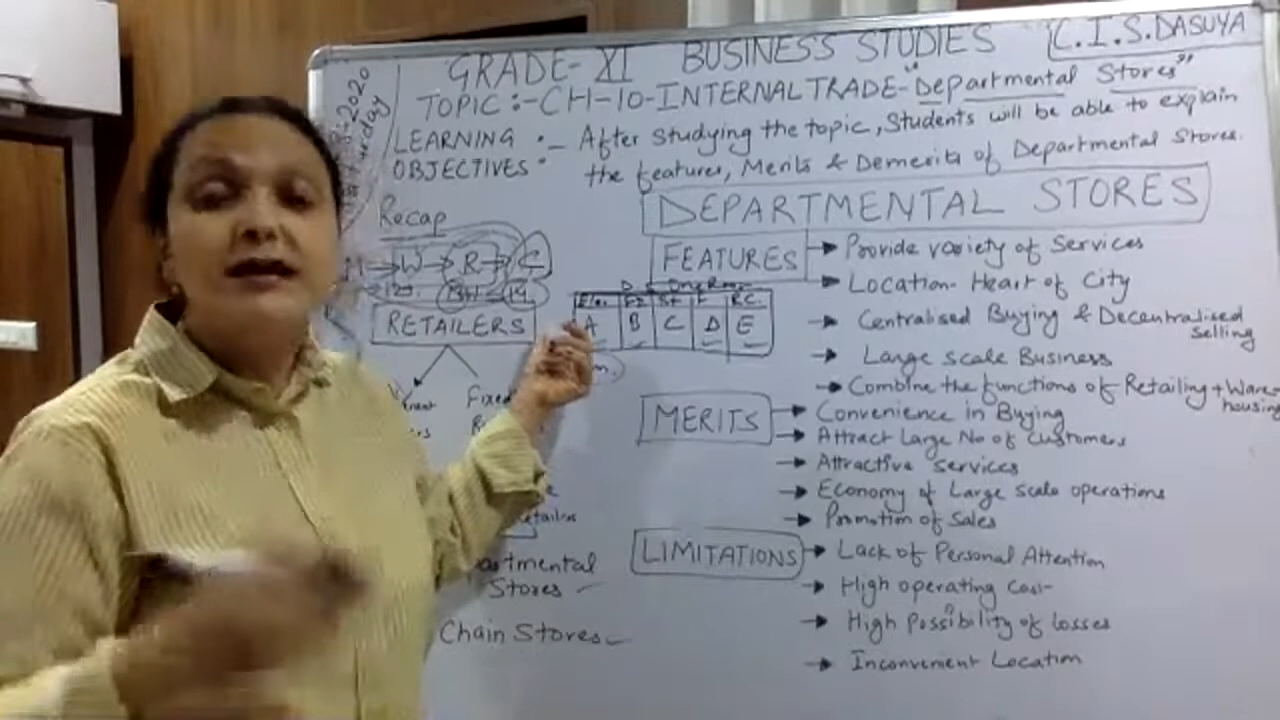 GRADE- XI BUSINESS STUDIES C.I.S. DASUYA
TOPIC :- CH-10-INTERNAL TRADE-"Departmental Stores"
LEARNING OBJECTIVES :- After studying the topic, Students will be able to explain
the features, Merits & Demerits of Departmental Stores.
2020
Recap
W → R → C
RETAILERS
Fixed
Stores
Chain Stores
A B C D E
DEPARTMENTAL STORES
FEATURES
→ Provide variety of Services
→ Location- Heart of City
→ Centralised Buying & Decentralised
Selling
→ Large scale Business
→ Combine the functions of Retailing + Ware-
housing
MERITS
→ Convenience in Buying
→ Attract Large No of customers
→ Attractive services
→ Economy of Large scale operations
→ Promotion of Sales
LIMITATIONS
→ Lack of Personal Attention
→ High operating Cost
→ High Possibility of losses
→ Inconvenient Location